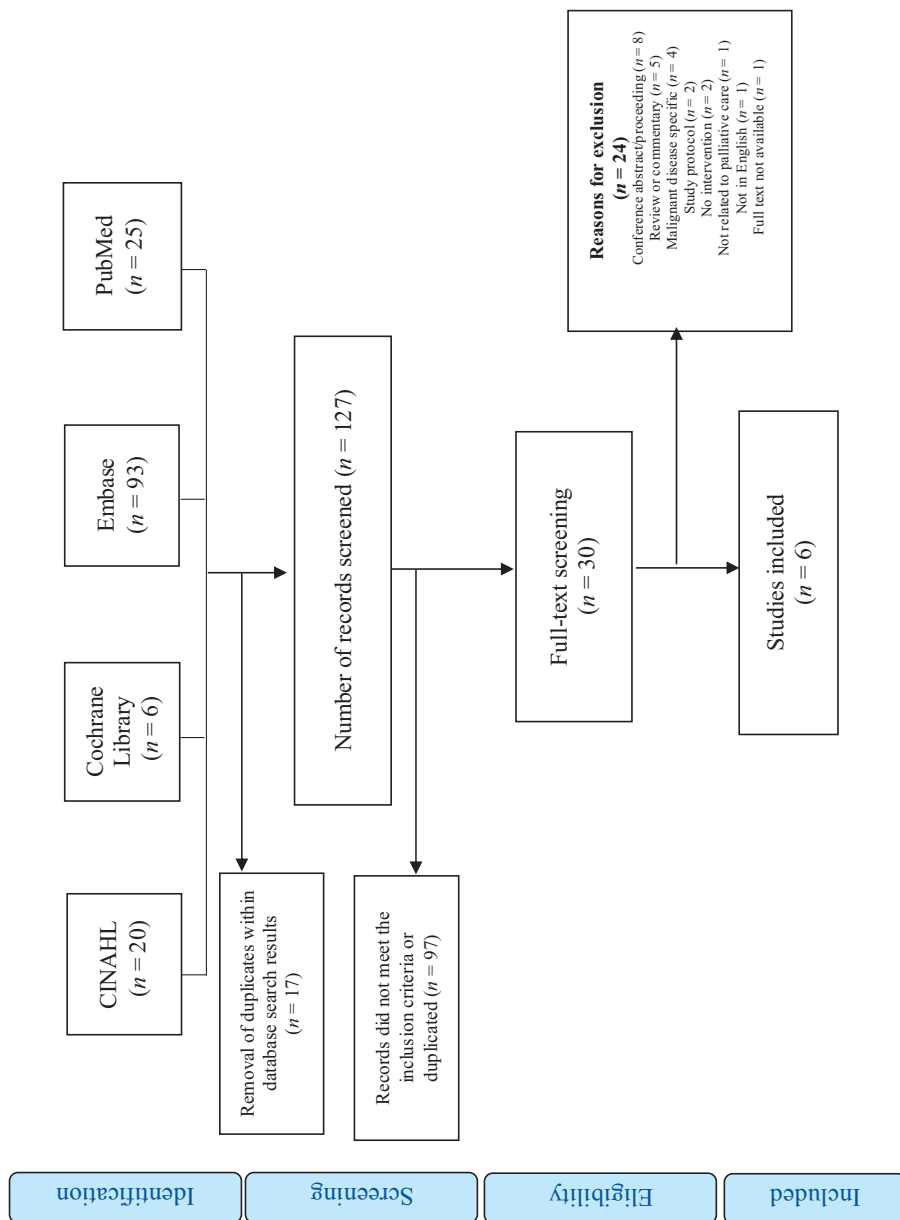 Identification
CINAHL
(n = 20)
Cochrane
Library
(n = 6)
Embase
(n = 93)
PubMed
(n = 25)
Screening
Removal of duplicates within
database search results
(n = 17)
Number of records screened (n = 127)
Records did not meet the
inclusion criteria or
duplicated (n = 97)
Eligibility
Full-text screening
(n = 30)
Reasons for exclusion
(n = 24)
Conference abstract/proceeding (n = 8)
Review or commentary (n = 5)
Malignant disease specific (n = 4)
Study protocol (n = 2)
No intervention (n = 2)
Not related to palliative care (n = 1)
Not in English (n = 1)
Full text not available (n = 1)
Included
Studies included
(n = 6)